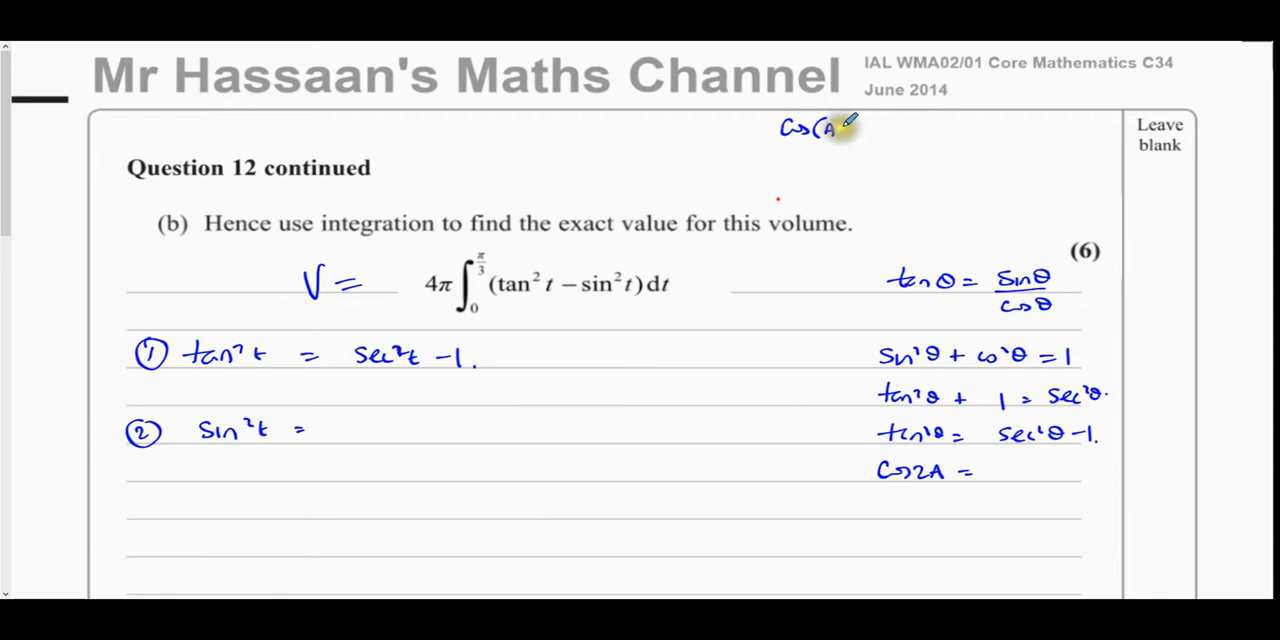 Mr Hassaan's Maths Channel
IAL WMA02/01 Core Mathematics C34
June 2014
Leave
blank
cos(A
Question 12 continued
(b) Hence use integration to find the exact value for this volume.
(6)
V = 4π∫₀^{π/3} (tan² t – sin² t) dt
tanθ = sinθ/cosθ
① tan²t = sec²t – 1.
sin²θ + cos²θ = 1
tan²θ + 1 = sec²θ.
② sin²t =
tan²θ = sec²θ – 1.
cos2A =